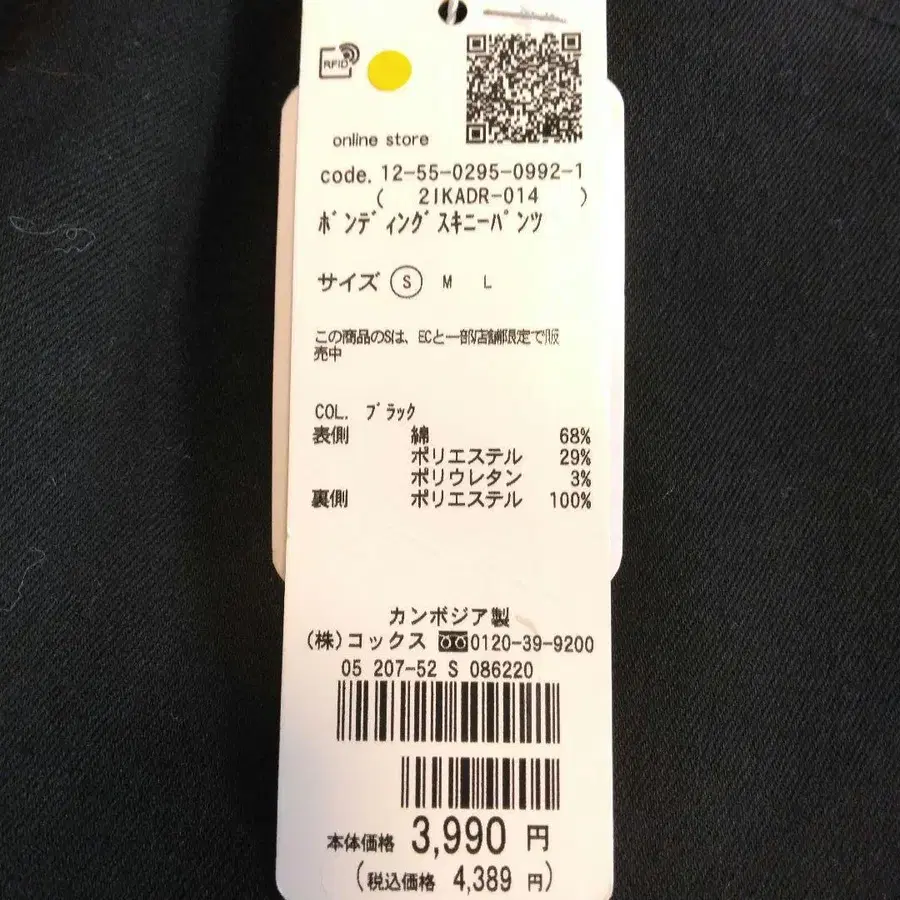 RFID
online store
code. 12-55-0295-0992-1
( 2IKADR-014 )
ﾎﾞﾝﾃﾞｨﾝｸﾞｽｷﾆｰﾊﾟﾝﾂ
サイズ S M L
この商品のSは、ECと一部店舗限定で販
売中
COL. ﾌﾞﾗｯｸ
表側 綿 68%
ポリエステル 29%
ポリウレタン 3%
裏側 ポリエステル 100%
カンボジア製
(株)コックス 0120-39-9200
05 207-52 S 086220
本体価格 3,990 円
(税込価格 4,389 円)